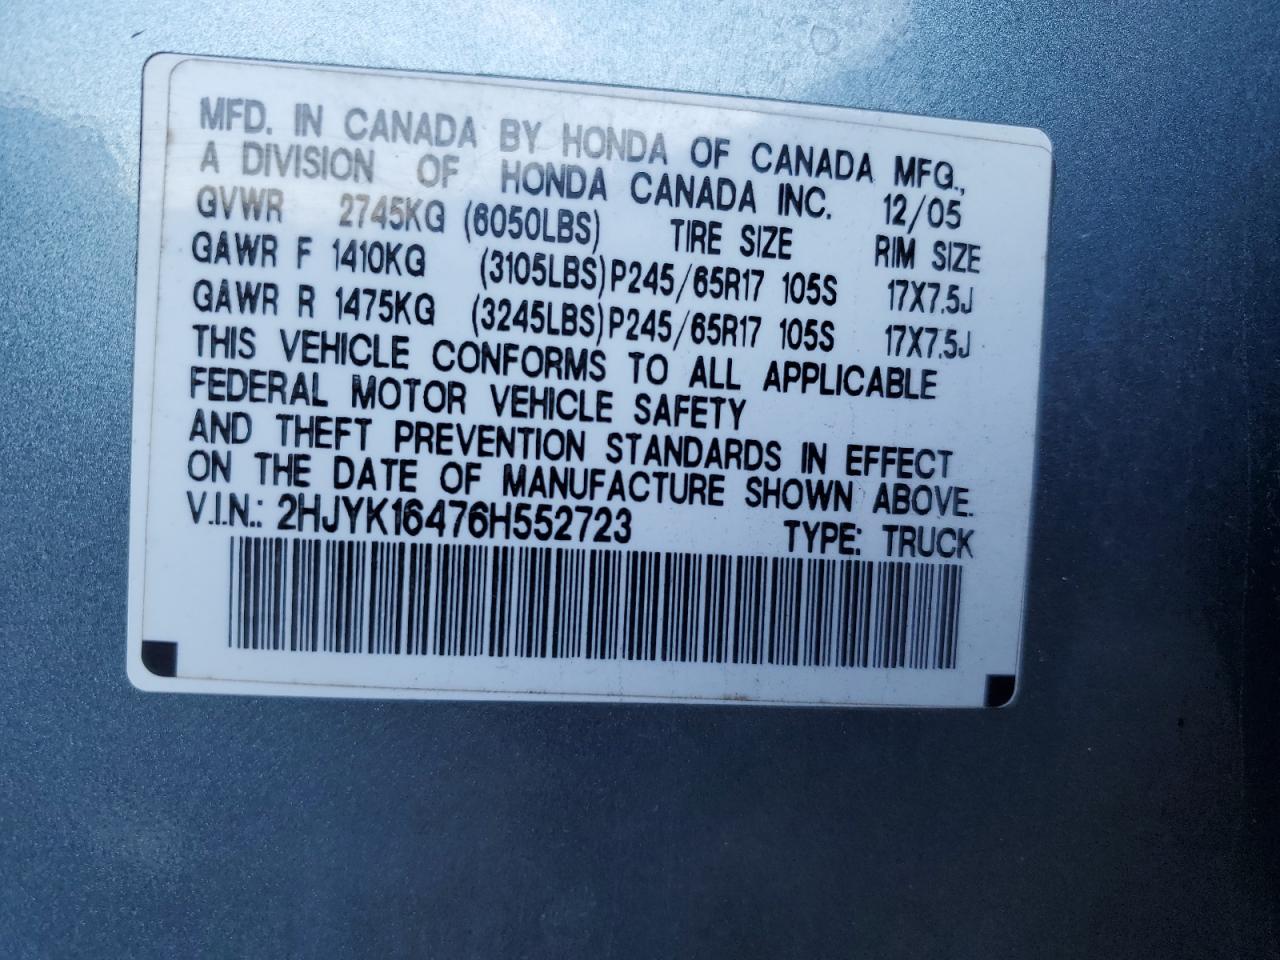 MFD. IN CANADA BY HONDA OF CANADA MFG.,
A DIVISION OF HONDA CANADA INC. 12/05
GVWR 2745KG (6050LBS) TIRE SIZE RIM SIZE
GAWR F 1410KG (3105LBS) P245/65R17 105S 17X7.5J
GAWR R 1475KG (3245LBS) P245/65R17 105S 17X7.5J
THIS VEHICLE CONFORMS TO ALL APPLICABLE
FEDERAL MOTOR VEHICLE SAFETY
AND THEFT PREVENTION STANDARDS IN EFFECT
ON THE DATE OF MANUFACTURE SHOWN ABOVE.
V.I.N.: 2HJYK16476H552723 TYPE: TRUCK